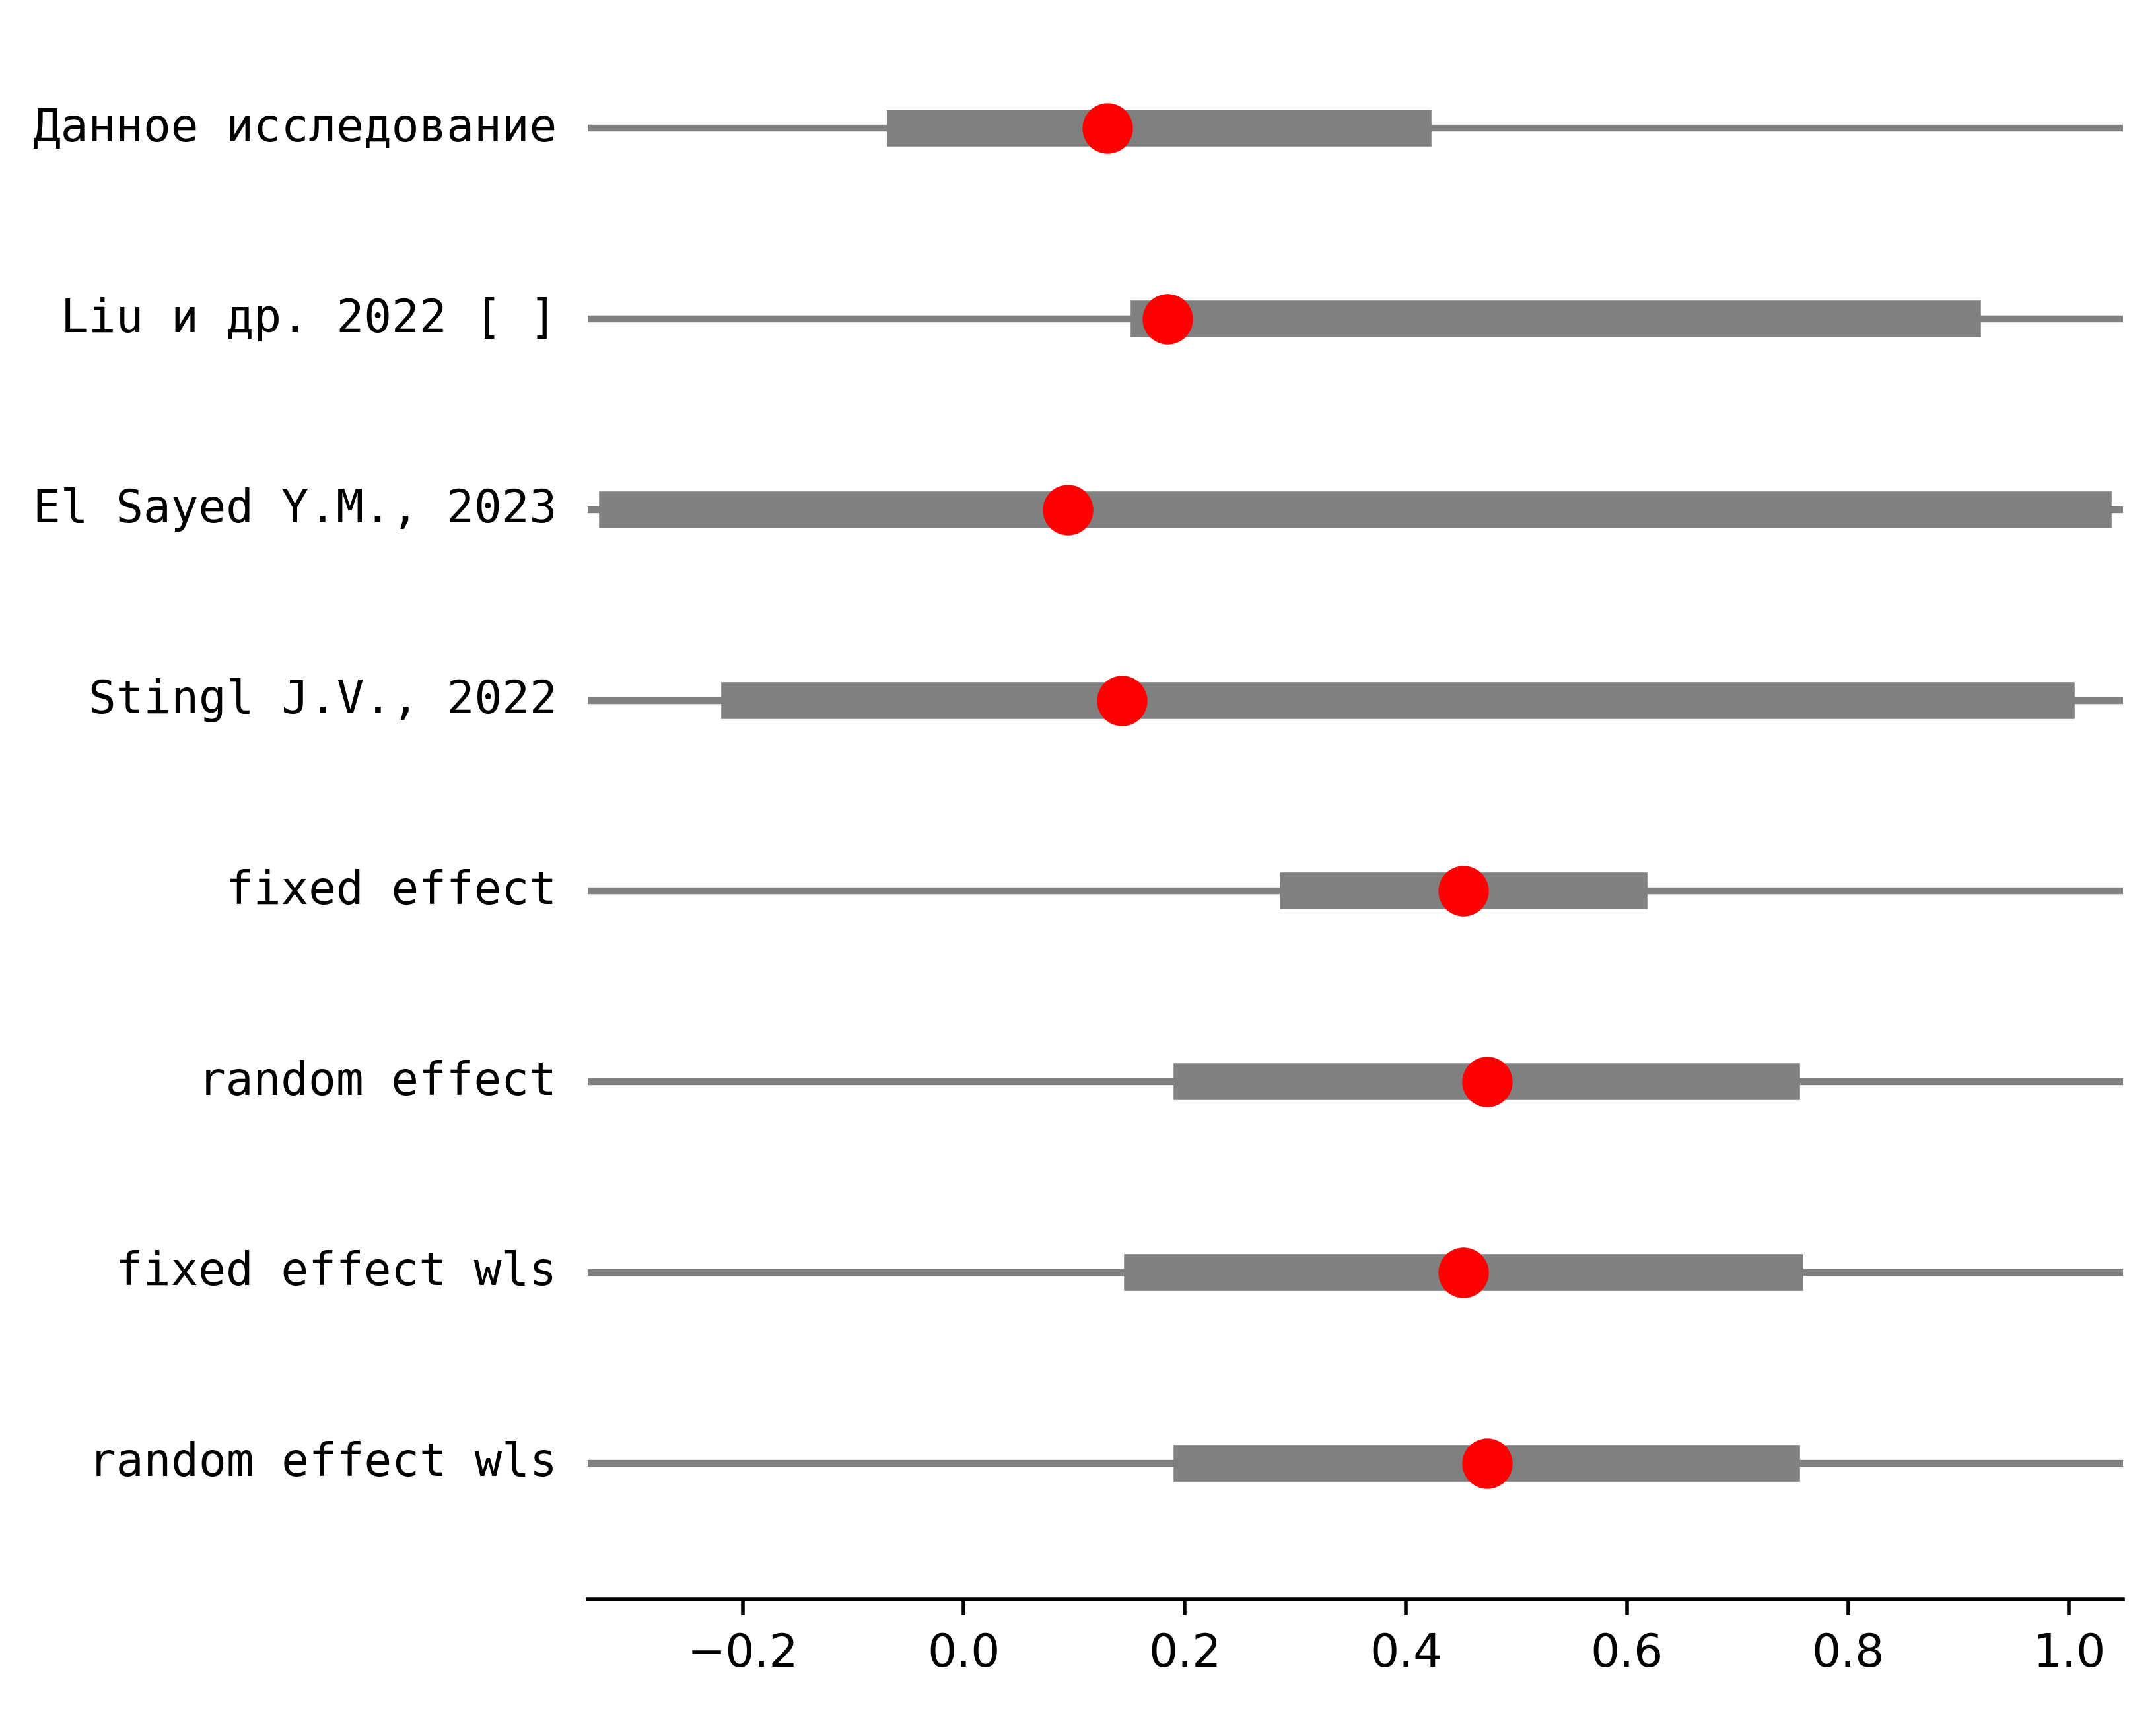 Данное исследование
Liu и др. 2022 [ ]
El Sayed Y.M., 2023
Stingl J.V., 2022
fixed effect
random effect
fixed effect wls
random effect wls
−0.2 0.0 0.2 0.4 0.6 0.8 1.0